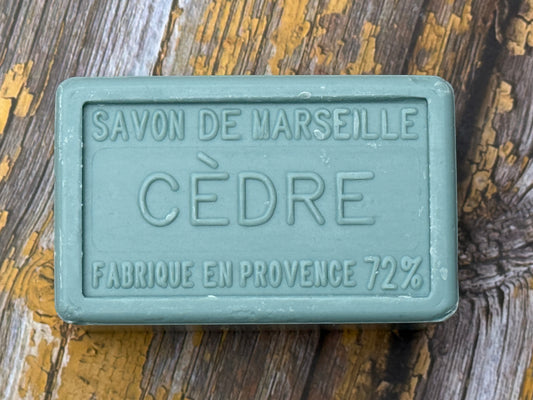 SAVON DE MARSEILLE
CÈDRE
FABRIQUE EN PROVENCE 72%